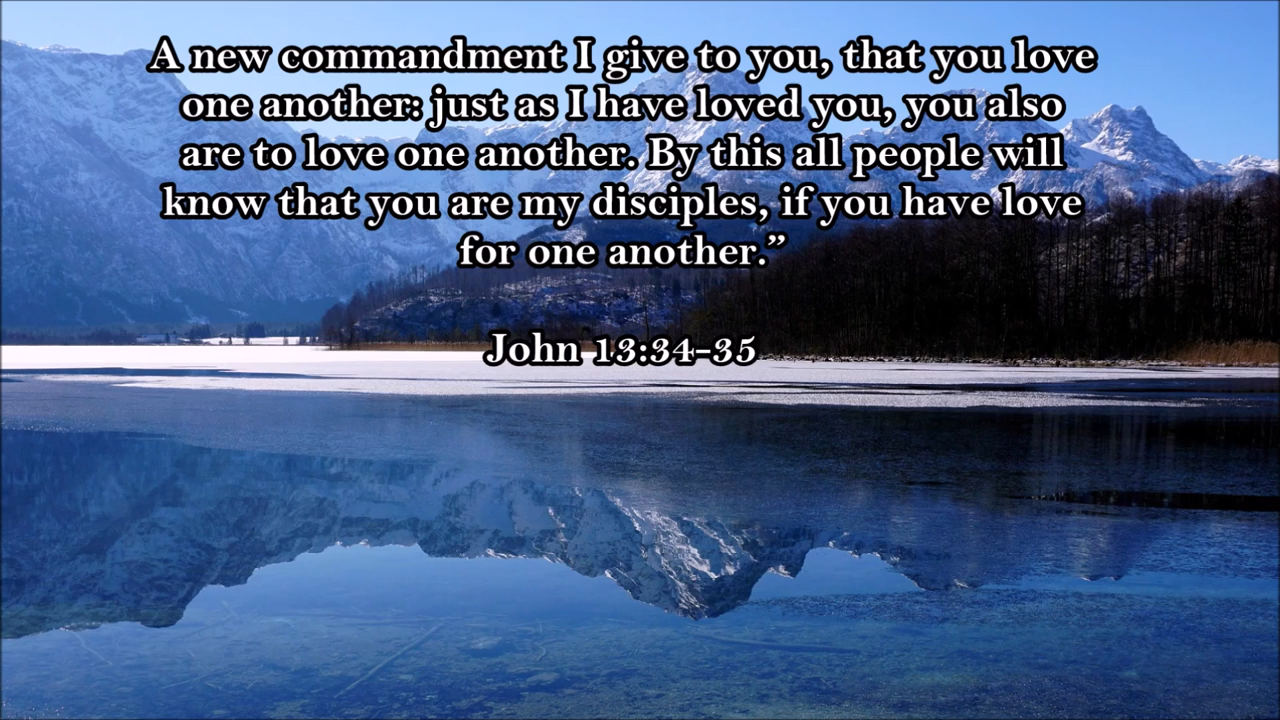 A new commandment I give to you, that you love
one another: just as I have loved you, you also
are to love one another. By this all people will
know that you are my disciples, if you have love
for one another.”
John 13:34-35